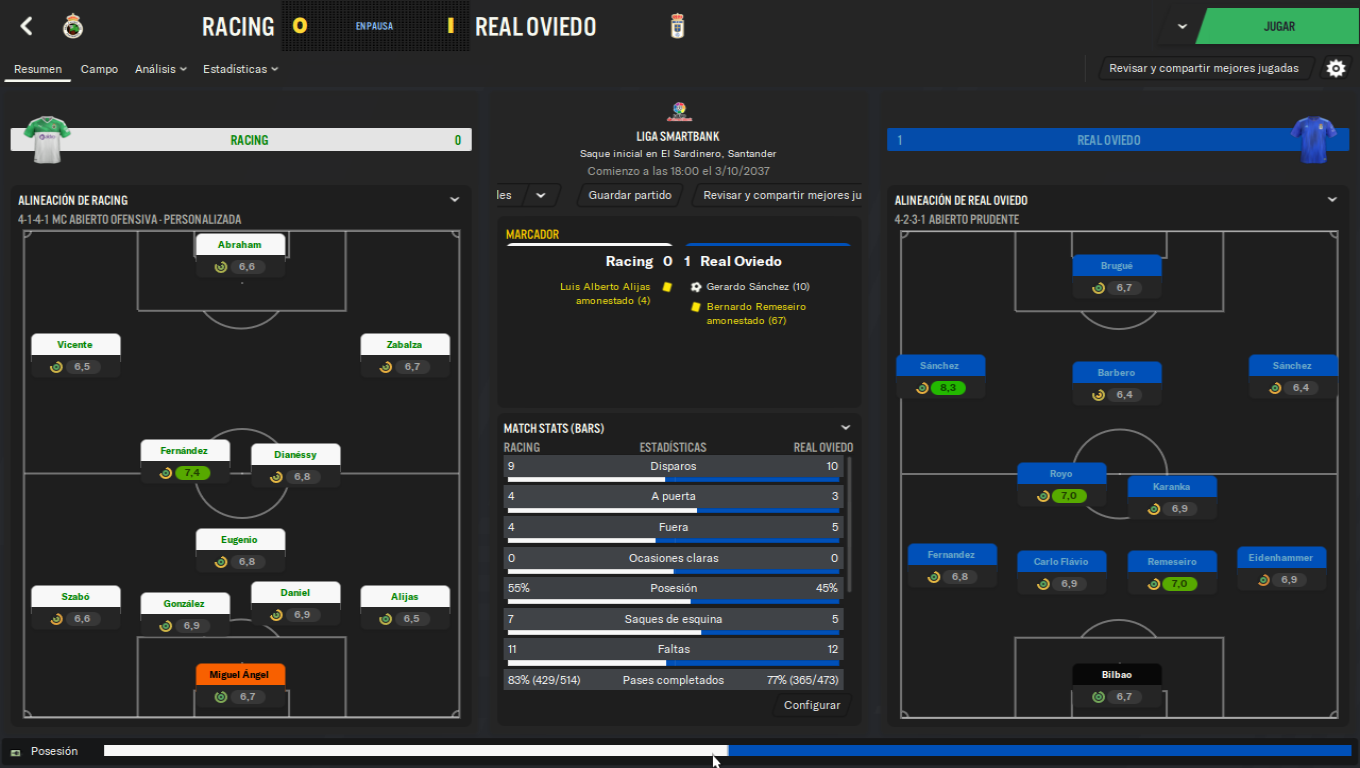 RACING 0 EN PAUSA 1 REAL OVIEDO
JUGAR
Resumen Campo Análisis Estadísticas
Revisar y compartir mejores jugadas
RACING 0
LIGA SMARTBANK
Saque inicial en El Sardinero, Santander
Comienzo a las 18:00 el 3/10/2037
les Guardar partido Revisar y compartir mejores ju
1 REAL OVIEDO
ALINEACIÓN DE RACING
4-1-4-1 MC ABIERTO OFENSIVA - PERSONALIZADA
Abraham
6,6
Vicente
6,5
Zabalza
6,7
Fernández
7,4
Dianéssy
6,8
Eugenio
6,8
Szabó
6,6
González
6,9
Daniel
6,9
Alijas
6,5
Miguel Ángel
6,7
MARCADOR
Racing 0 1 Real Oviedo
Luis Alberto Alijas
amonestado (4)
Gerardo Sánchez (10)
Bernardo Remeseiro
amonestado (67)
MATCH STATS (BARS)
RACING ESTADÍSTICAS REAL OVIEDO
9 Disparos 10
4 A puerta 3
4 Fuera 5
0 Ocasiones claras 0
55% Posesión 45%
7 Saques de esquina 5
11 Faltas 12
83% (429/514) Pases completados 77% (365/473)
Configurar
ALINEACIÓN DE REAL OVIEDO
4-2-3-1 ABIERTO PRUDENTE
Brugué
6,7
Sánchez
8,3
Barbero
6,4
Sánchez
6,4
Royo
7,0
Karanka
6,9
Fernandez
6,8
Carlo Flávio
6,9
Remeseiro
7,0
Eidenhammer
6,9
Bilbao
6,7
Posesión